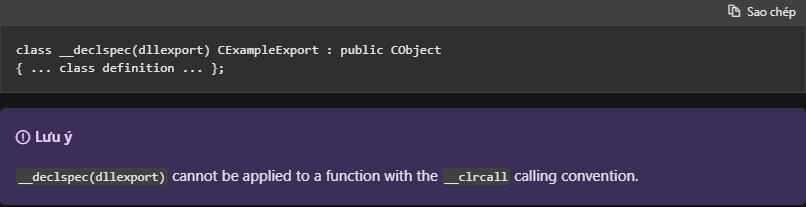 Sao chép
class __declspec(dllexport) CExampleExport : public CObject
{ ... class definition ... };
Lưu ý
__declspec(dllexport) cannot be applied to a function with the __clrcall calling convention.